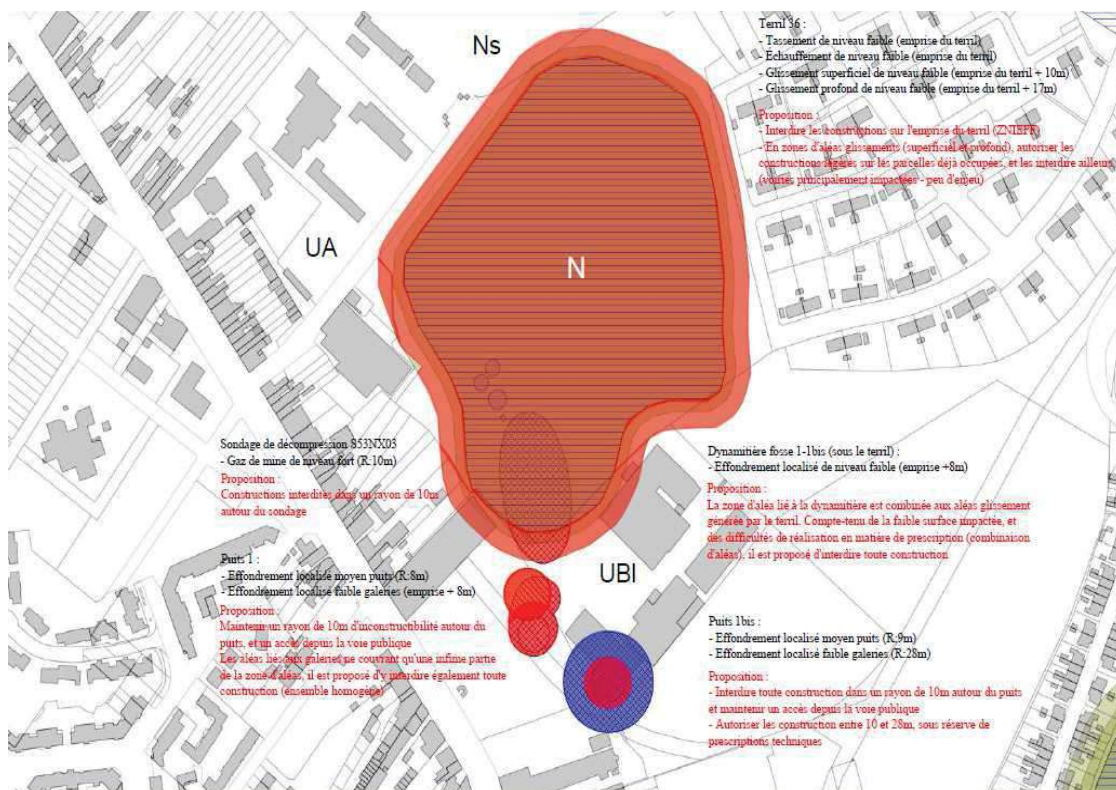 Ns
Terril 36 :
- Tassement de niveau faible (emprise du terril)
- Échauffement de niveau faible (emprise du terril)
- Glissement superficiel de niveau faible (emprise du terril + 10m)
- Glissement profond de niveau faible (emprise du terril + 17m)
Proposition :
- Interdire les constructions sur l'emprise du terril (ZNIEFF)
- En zones d'aléas glissements (superficiel et profond), autoriser les
constructions légères sur les parcelles déjà occupées, et les interdire ailleurs
(voiries principalement impactées - peu d'enjeu)
UA
N
Sondage de décompression S53NX03
- Gaz de mine de niveau fort (R:10m)
Proposition :
Constructions interdites dans un rayon de 10m
autour du sondage
Dynamitière fosse 1-1bis (sous le terril) :
- Effondrement localisé de niveau faible (emprise +8m)
Proposition :
La zone d'aléa lié à la dynamitière est combinée aux aléas glissement
générée par le terril. Compte-tenu de la faible surface impactée, et
des difficultés de réalisation en matière de prescription (combinaison
d'aléas), il est proposé d'interdire toute construction
Puits 1 :
- Effondrement localisé moyen puits (R:8m)
- Effondrement localisé faible galeries (emprise + 8m)
Proposition :
Maintenir un rayon de 10m d'inconstructibilité autour du
puits, et un accès depuis la voie publique
Les aléas liés aux galeries ne couvrant qu'une infime partie
de la zone d'aléas, il est proposé d'y interdire également toute
construction (ensemble homogène)
UBI
Puits 1bis :
- Effondrement localisé moyen puits (R:9m)
- Effondrement localisé faible galeries (R:28m)
Proposition :
- Interdire toute construction dans un rayon de 10m autour du puits
et maintenir un accès depuis la voie publique
- Autoriser les construction entre 10 et 28m, sous réserve de
prescriptions techniques